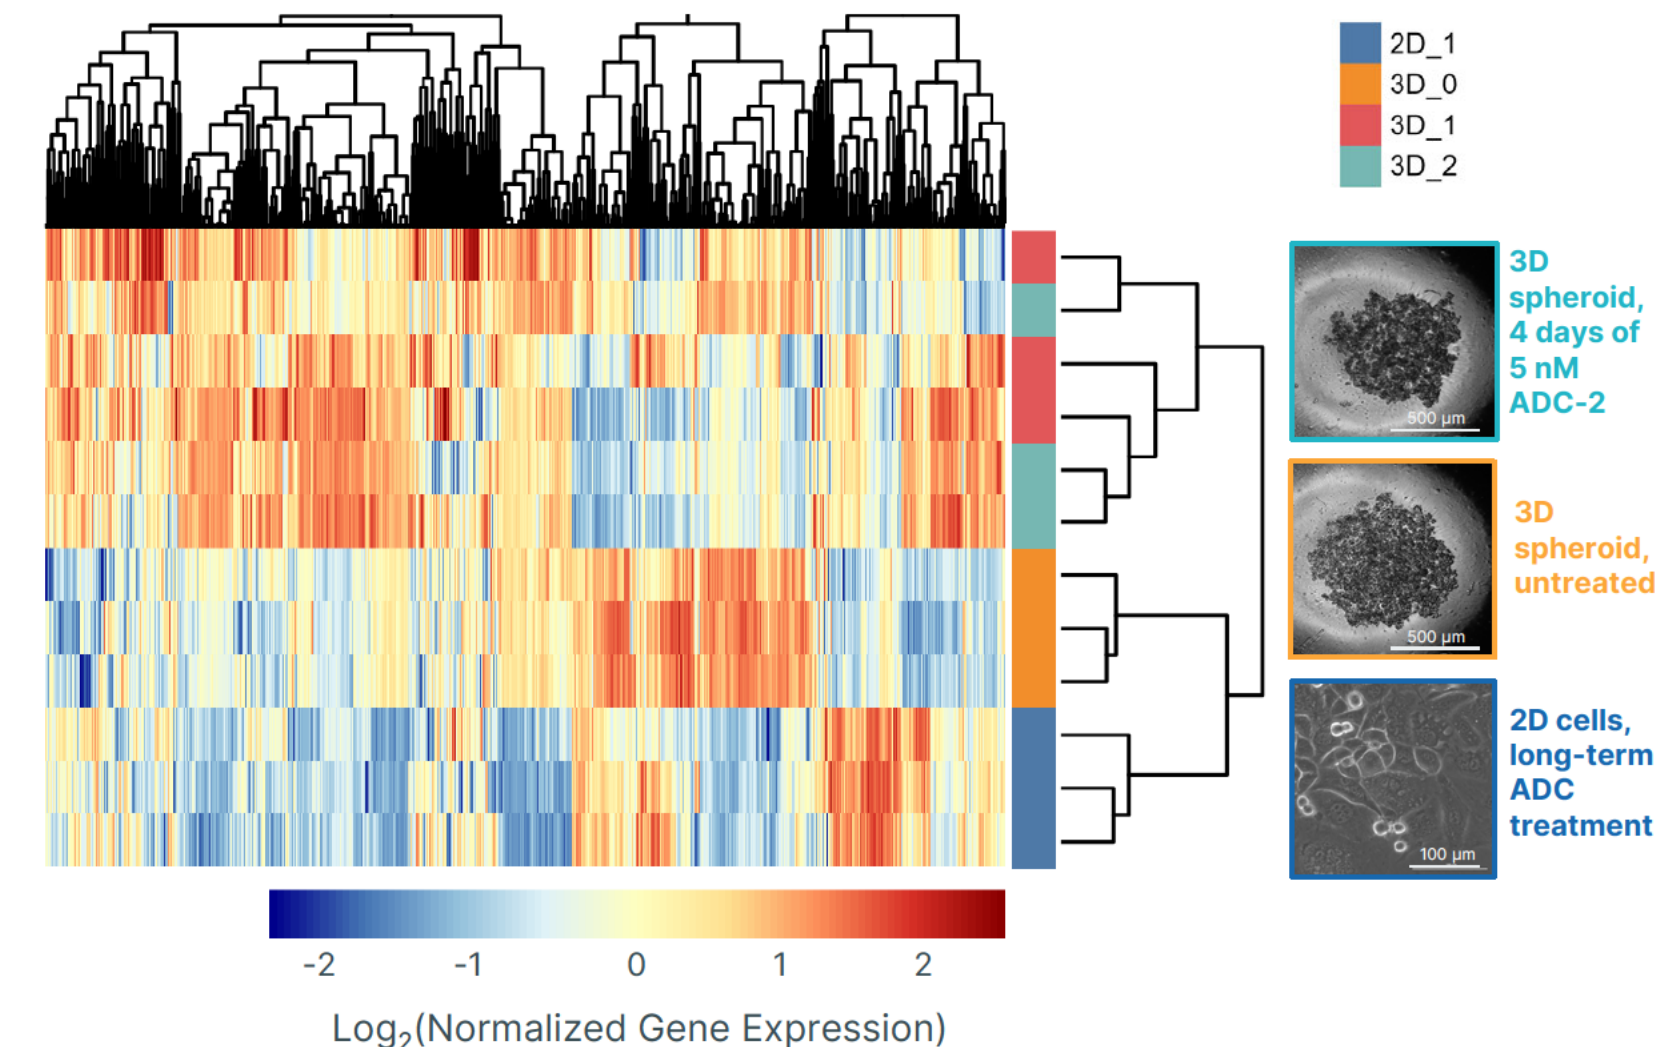 2D_1
3D_0
3D_1
3D_2
3D
spheroid,
4 days of
5 nM
ADC-2
500 µm
3D
spheroid,
untreated
500 µm
2D cells,
long-term
ADC
treatment
100 µm
-2 -1 0 1 2
Log₂(Normalized Gene Expression)